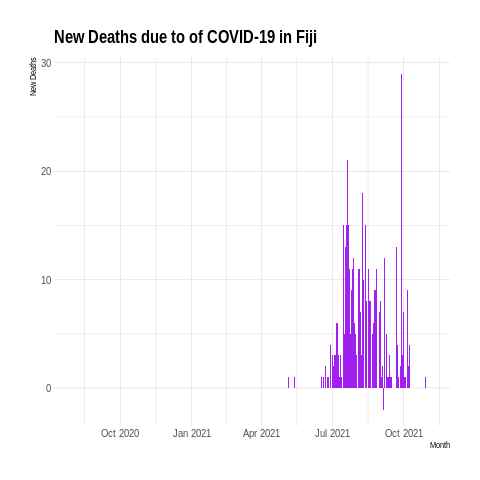 New Deaths due to of COVID-19 in Fiji
New Deaths
30
20
10
0
Oct 2020 Jan 2021 Apr 2021 Jul 2021 Oct 2021
Month